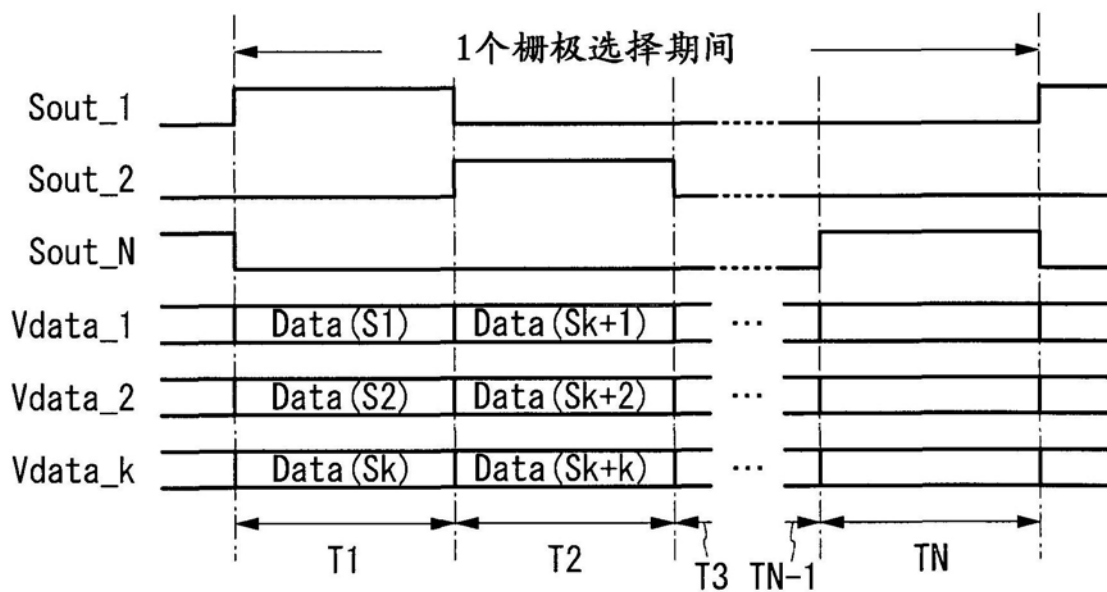 1个栅极选择期间
Sout_1
Sout_2
Sout_N
Vdata_1 Data(S1) Data(Sk+1) ...
Vdata_2 Data(S2) Data(Sk+2) ...
Vdata_k Data(Sk) Data(Sk+k) ...
T1 T2 T3 TN-1 TN